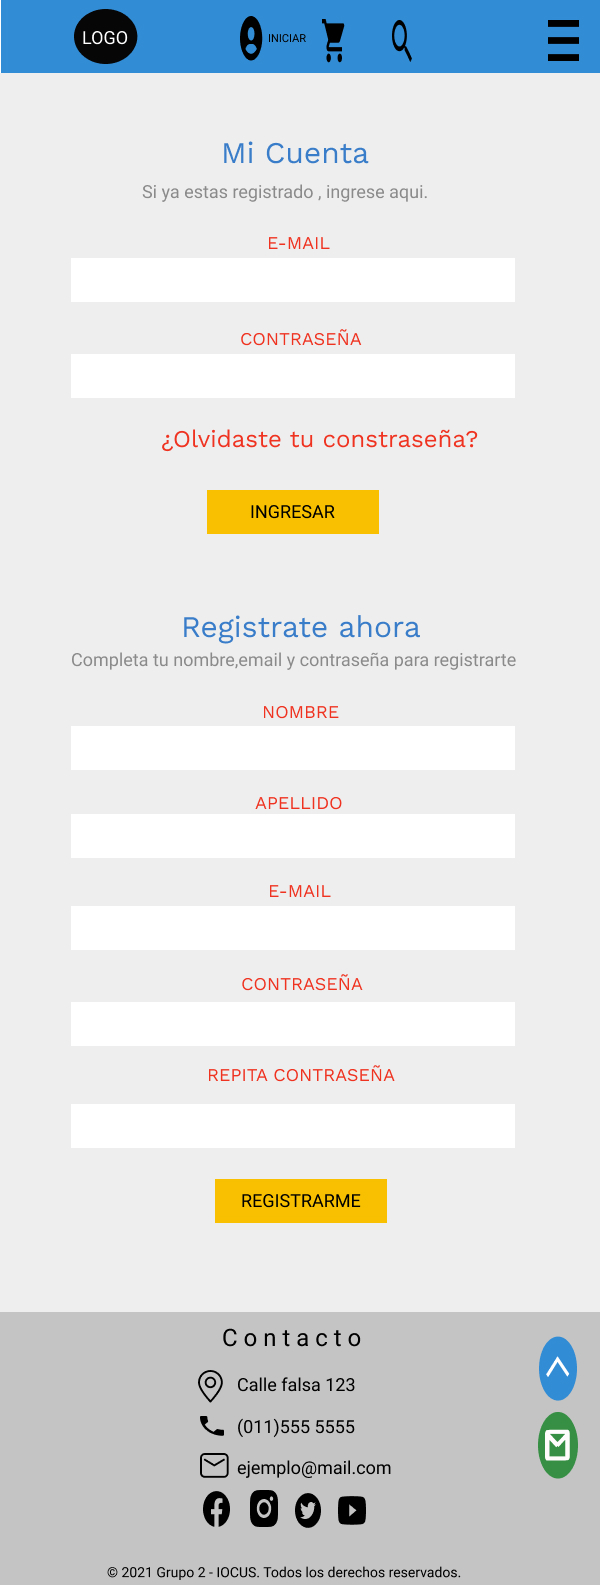 LOGO
INICIAR
Mi Cuenta
Si ya estas registrado , ingrese aqui.
E-MAIL
CONTRASEÑA
¿Olvidaste tu constraseña?
INGRESAR
Registrate ahora
Completa tu nombre,email y contraseña para registrarte
NOMBRE
APELLIDO
E-MAIL
CONTRASEÑA
REPITA CONTRASEÑA
REGISTRARME
Contacto
Calle falsa 123
(011)555 5555
ejemplo@mail.com
© 2021 Grupo 2 - IOCUS. Todos los derechos reservados.